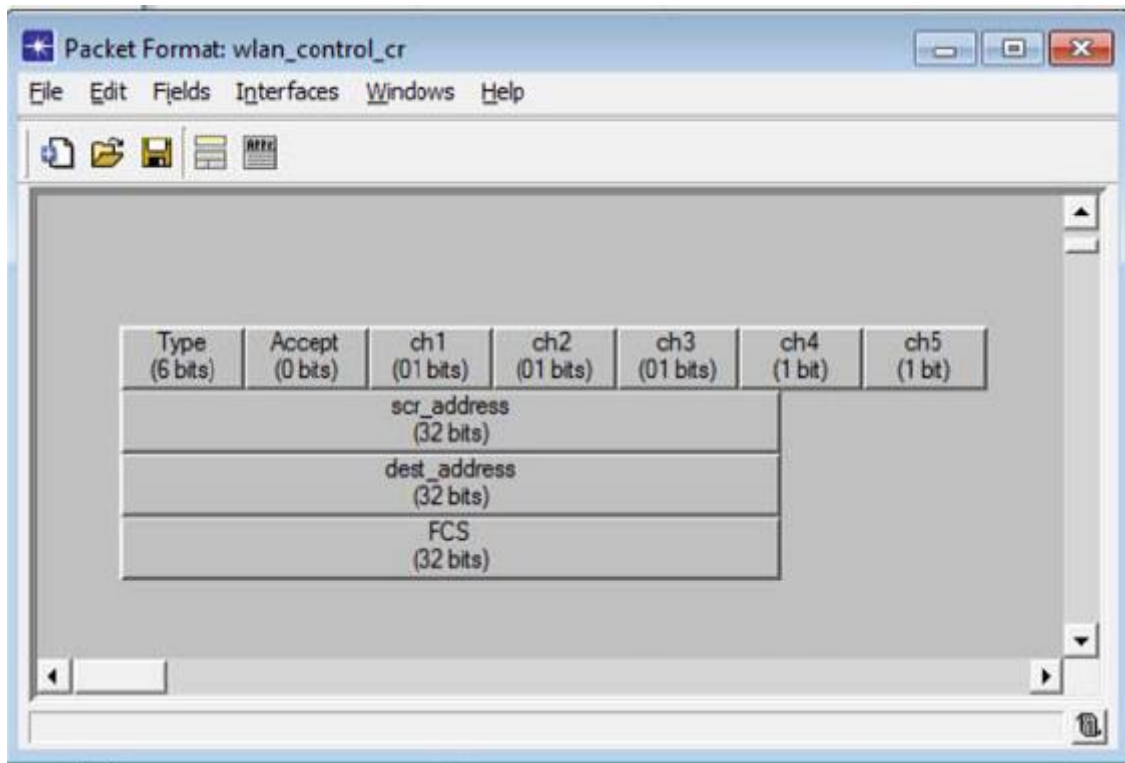 Packet Format: wlan_control_cr
File Edit Fields Interfaces Windows Help
Type Accept ch1 ch2 ch3 ch4 ch5
(6 bits) (0 bits) (01 bits) (01 bits) (01 bits) (1 bit) (1 bit)
scr_address
(32 bits)
dest_address
(32 bits)
FCS
(32 bits)